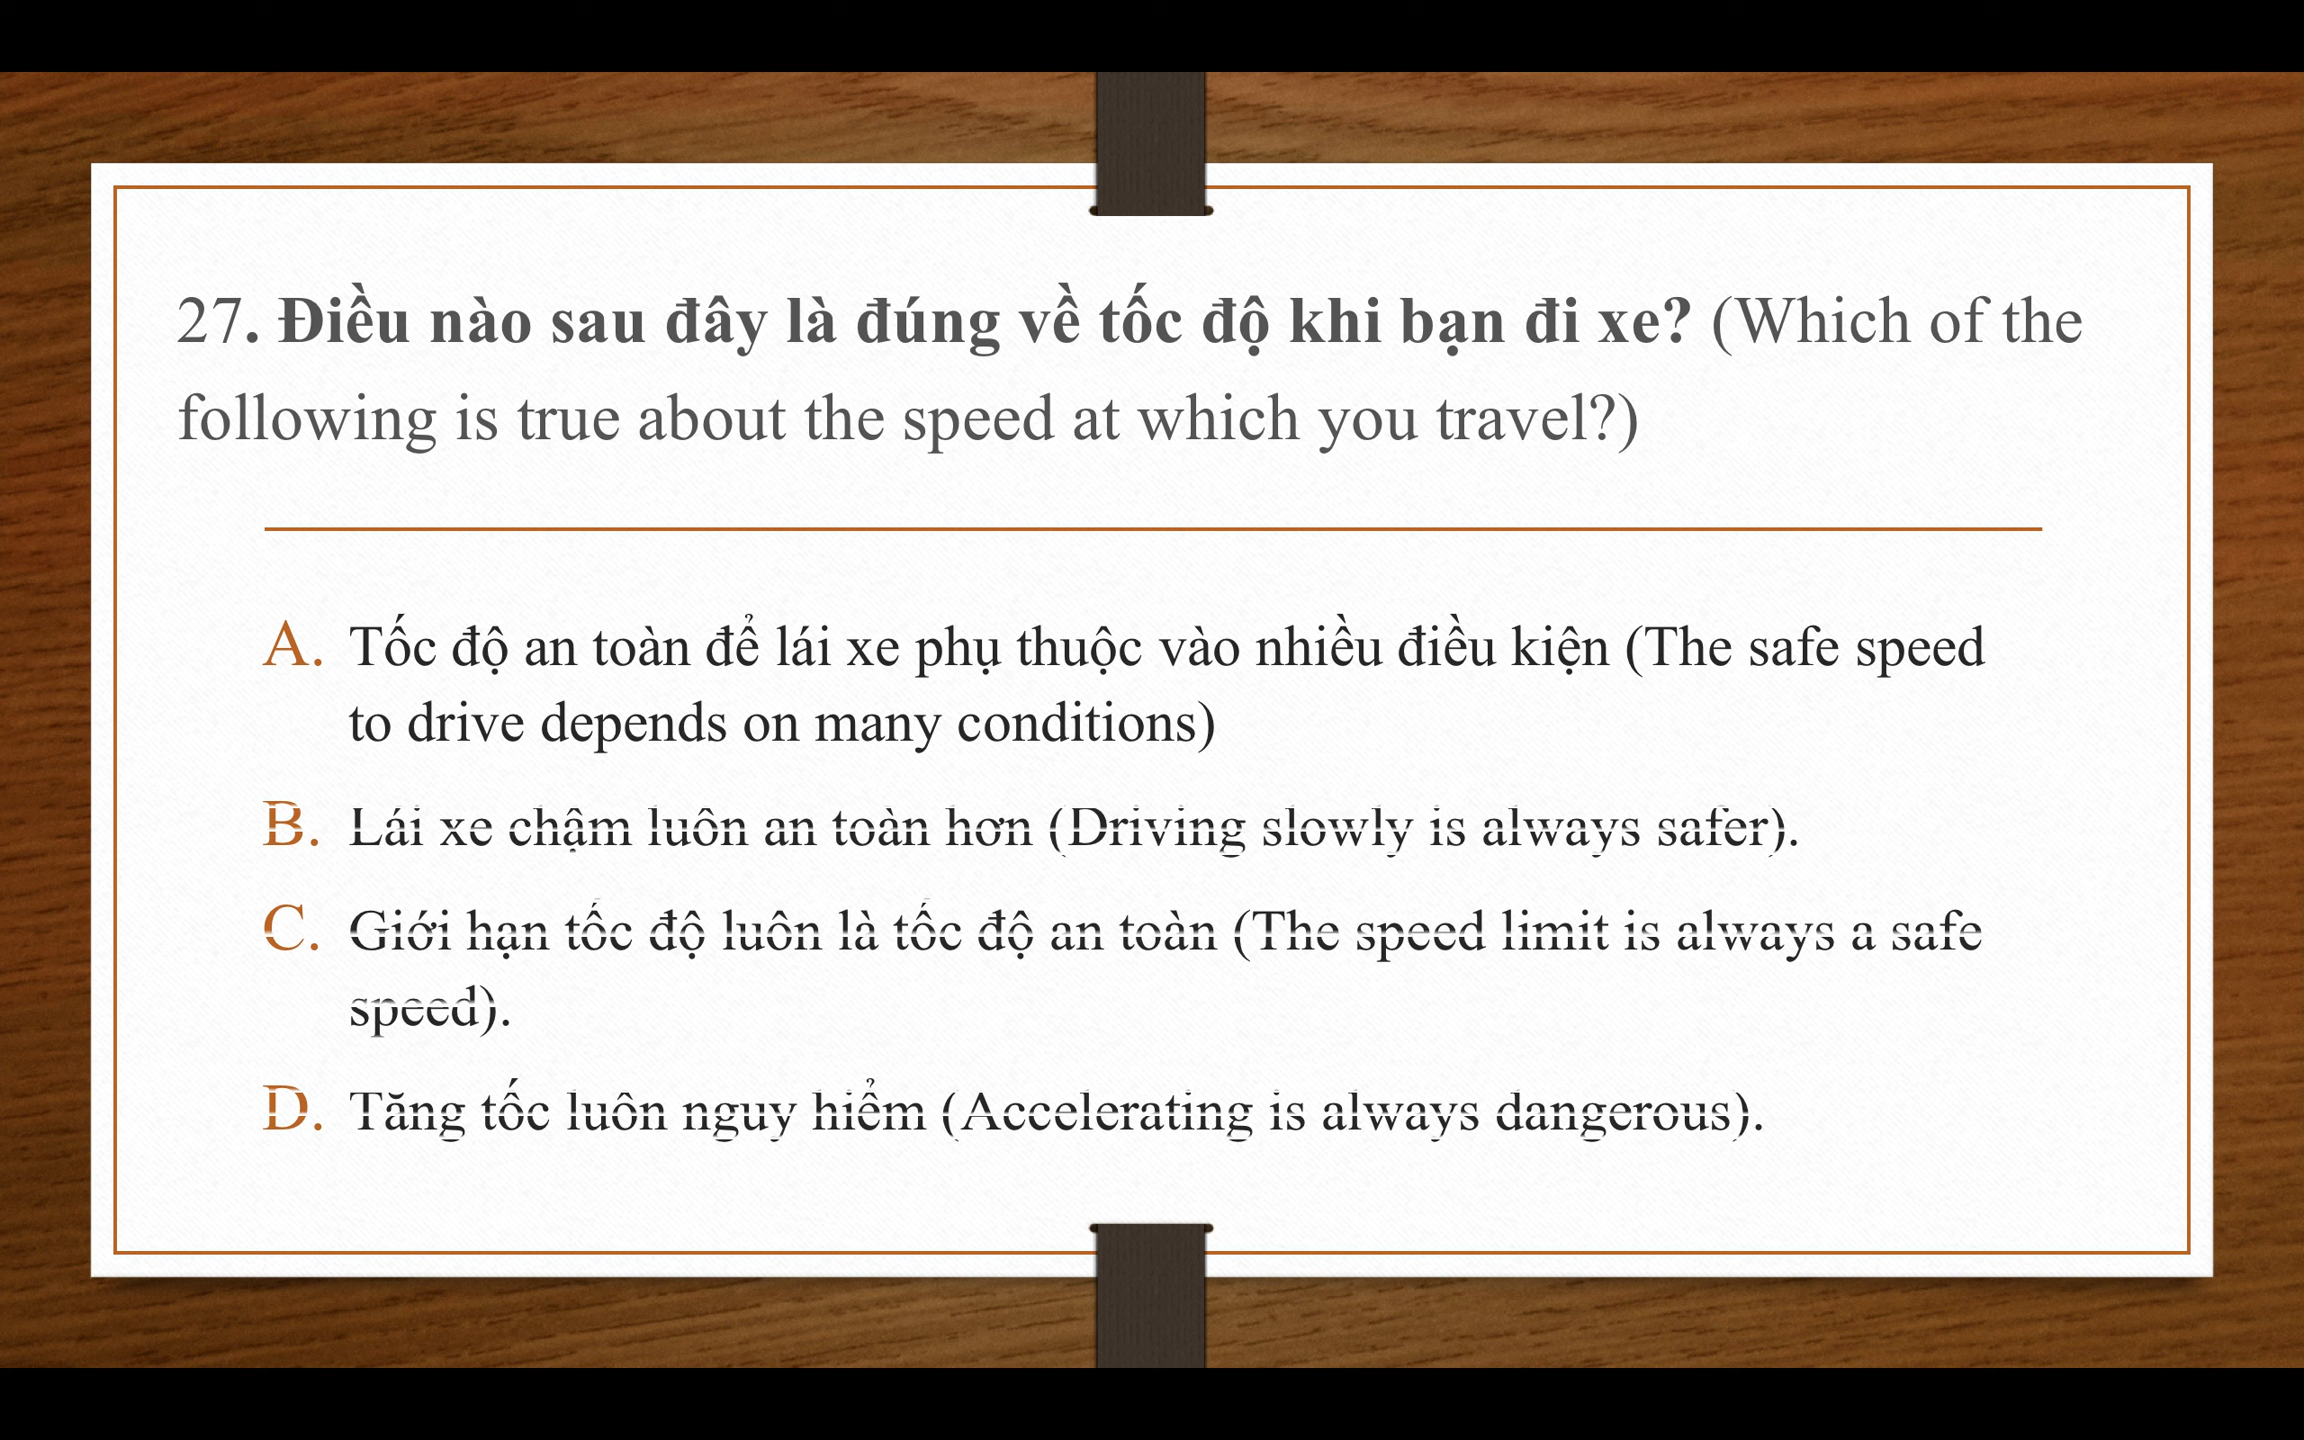 27. Điều nào sau đây là đúng về tốc độ khi bạn đi xe? (Which of the
following is true about the speed at which you travel?)
A. Tốc độ an toàn để lái xe phụ thuộc vào nhiều điều kiện (The safe speed
to drive depends on many conditions)
B. Lái xe chậm luôn an toàn hơn (Driving slowly is always safer).
C. Giới hạn tốc độ luôn là tốc độ an toàn (The speed limit is always a safe
speed).
D. Tăng tốc luôn nguy hiểm (Accelerating is always dangerous).